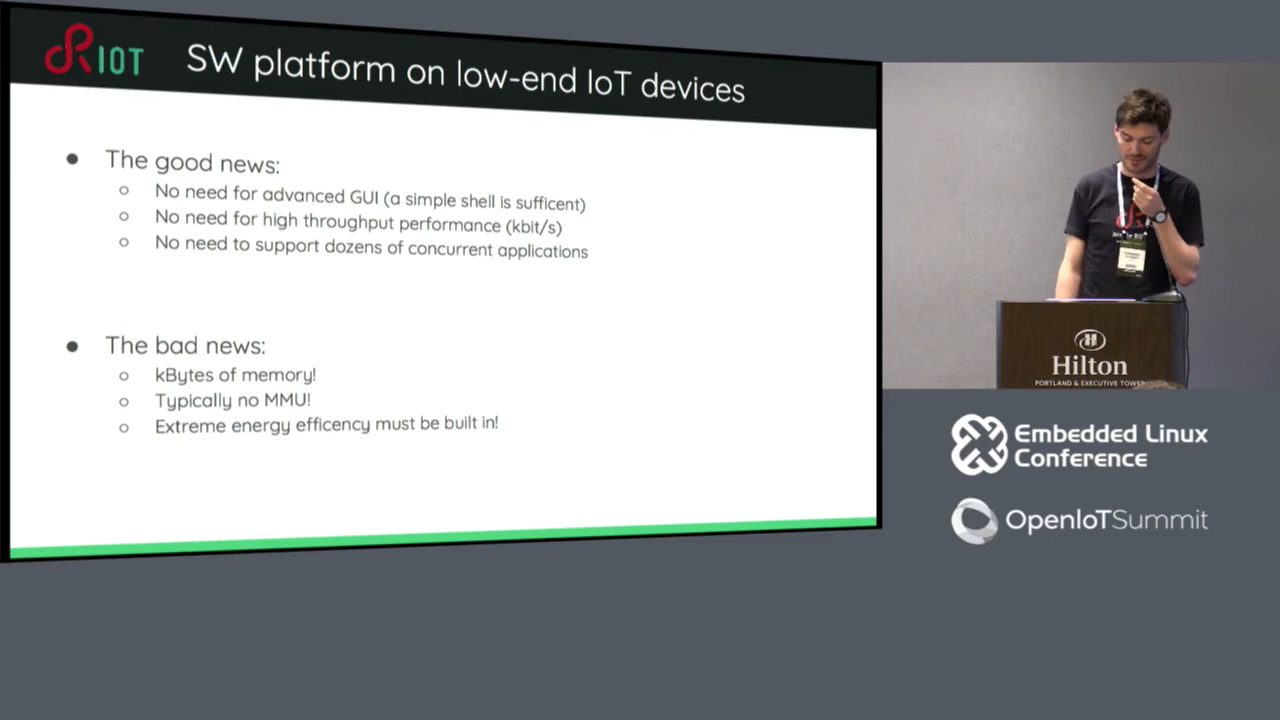 RIOT
SW platform on low-end IoT devices
The good news:
No need for advanced GUI (a simple shell is sufficent)
No need for high throughput performance (kbit/s)
No need to support dozens of concurrent applications
The bad news:
kBytes of memory!
Typically no MMU!
Extreme energy efficency must be built in!
Hilton
PORTLAND & EXECUTIVE TOWER
Embedded Linux
Conference
OpenIoTSummit